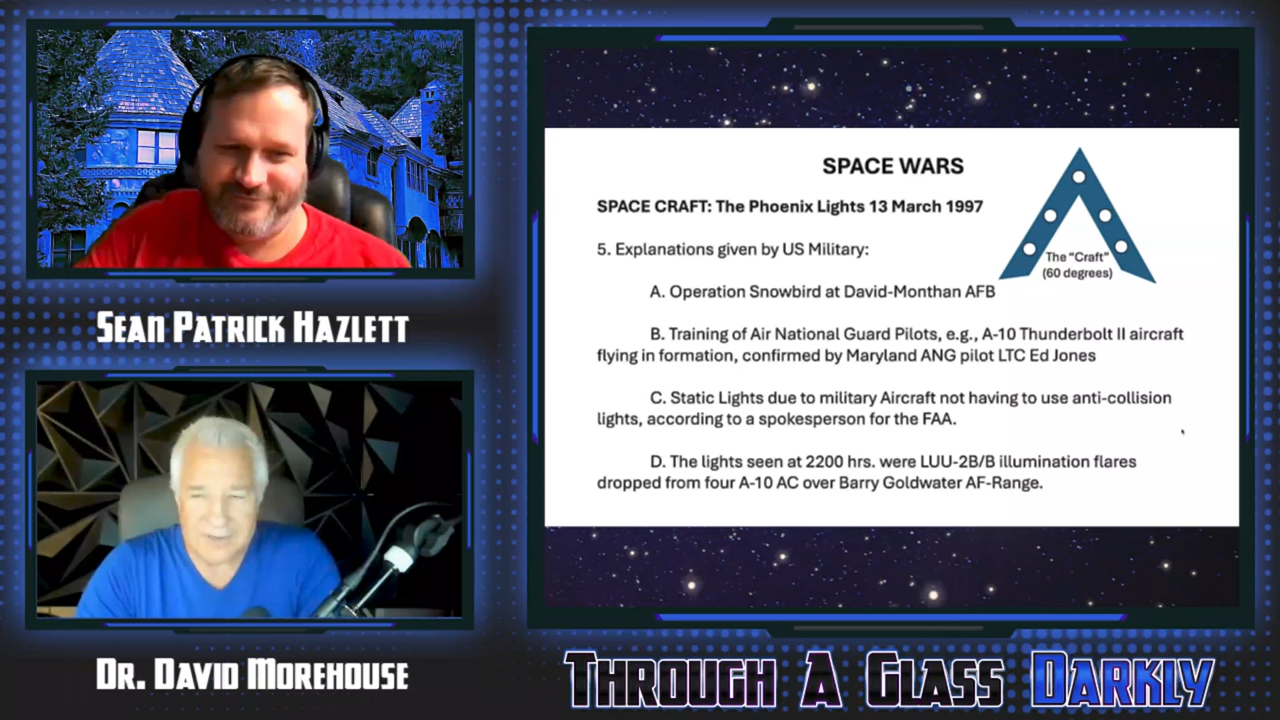 SEAN PATRICK HAZLETT
DR. DAVID MOREHOUSE
SPACE WARS
SPACE CRAFT: The Phoenix Lights 13 March 1997
5. Explanations given by US Military:
The "Craft"
(60 degrees)
A. Operation Snowbird at David-Monthan AFB
B. Training of Air National Guard Pilots, e.g., A-10 Thunderbolt II aircraft
flying in formation, confirmed by Maryland ANG pilot LTC Ed Jones
C. Static Lights due to military Aircraft not having to use anti-collision
lights, according to a spokesperson for the FAA.
D. The lights seen at 2200 hrs. were LUU-2B/B illumination flares
dropped from four A-10 AC over Barry Goldwater AF-Range.
THROUGH A GLASS DARKLY